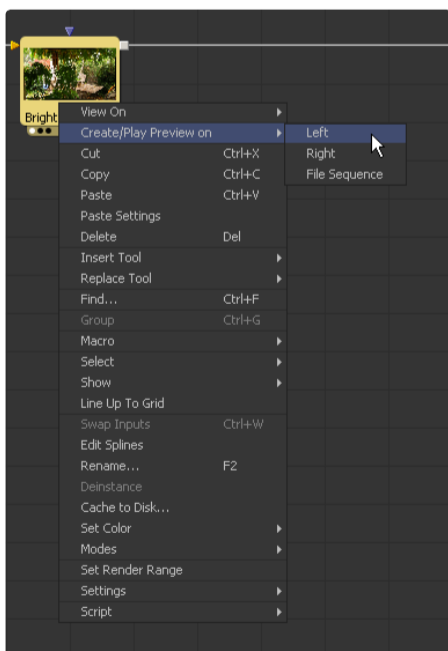 Bright
View On
Create/Play Preview on
Cut Ctrl+X
Copy Ctrl+C
Paste Ctrl+V
Paste Settings
Delete Del
Insert Tool
Replace Tool
Find... Ctrl+F
Group Ctrl+G
Macro
Select
Show
Line Up To Grid
Swap Inputs Ctrl+W
Edit Splines
Rename... F2
Deinstance
Cache to Disk...
Set Color
Modes
Set Render Range
Settings
Script
Left
Right
File Sequence